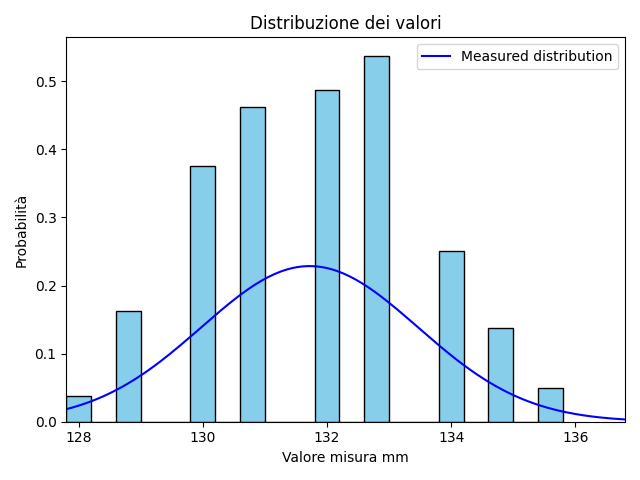 Distribuzione dei valori
Measured distribution
Probabilità
0.5
0.4
0.3
0.2
0.1
0.0
128 130 132 134 136
Valore misura mm